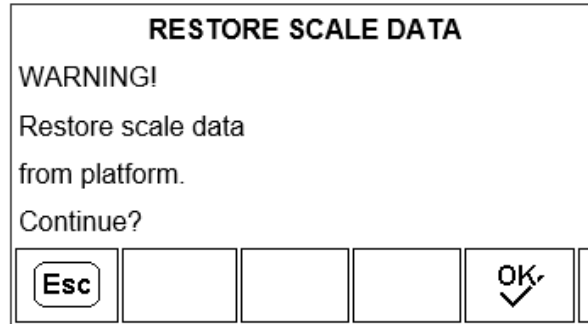 RESTORE SCALE DATA
WARNING!
Restore scale data
from platform.
Continue?
Esc OK